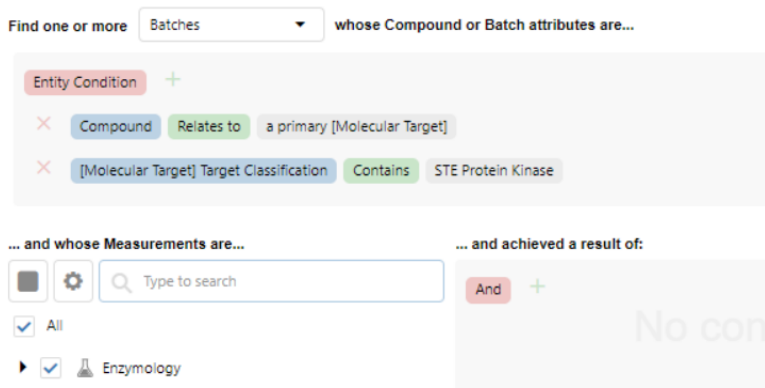 Find one or more Batches whose Compound or Batch attributes are...
Entity Condition
Compound Relates to a primary [Molecular Target]
[Molecular Target] Target Classification Contains STE Protein Kinase
... and whose Measurements are...
... and achieved a result of:
Type to search
And
No con
All
Enzymology